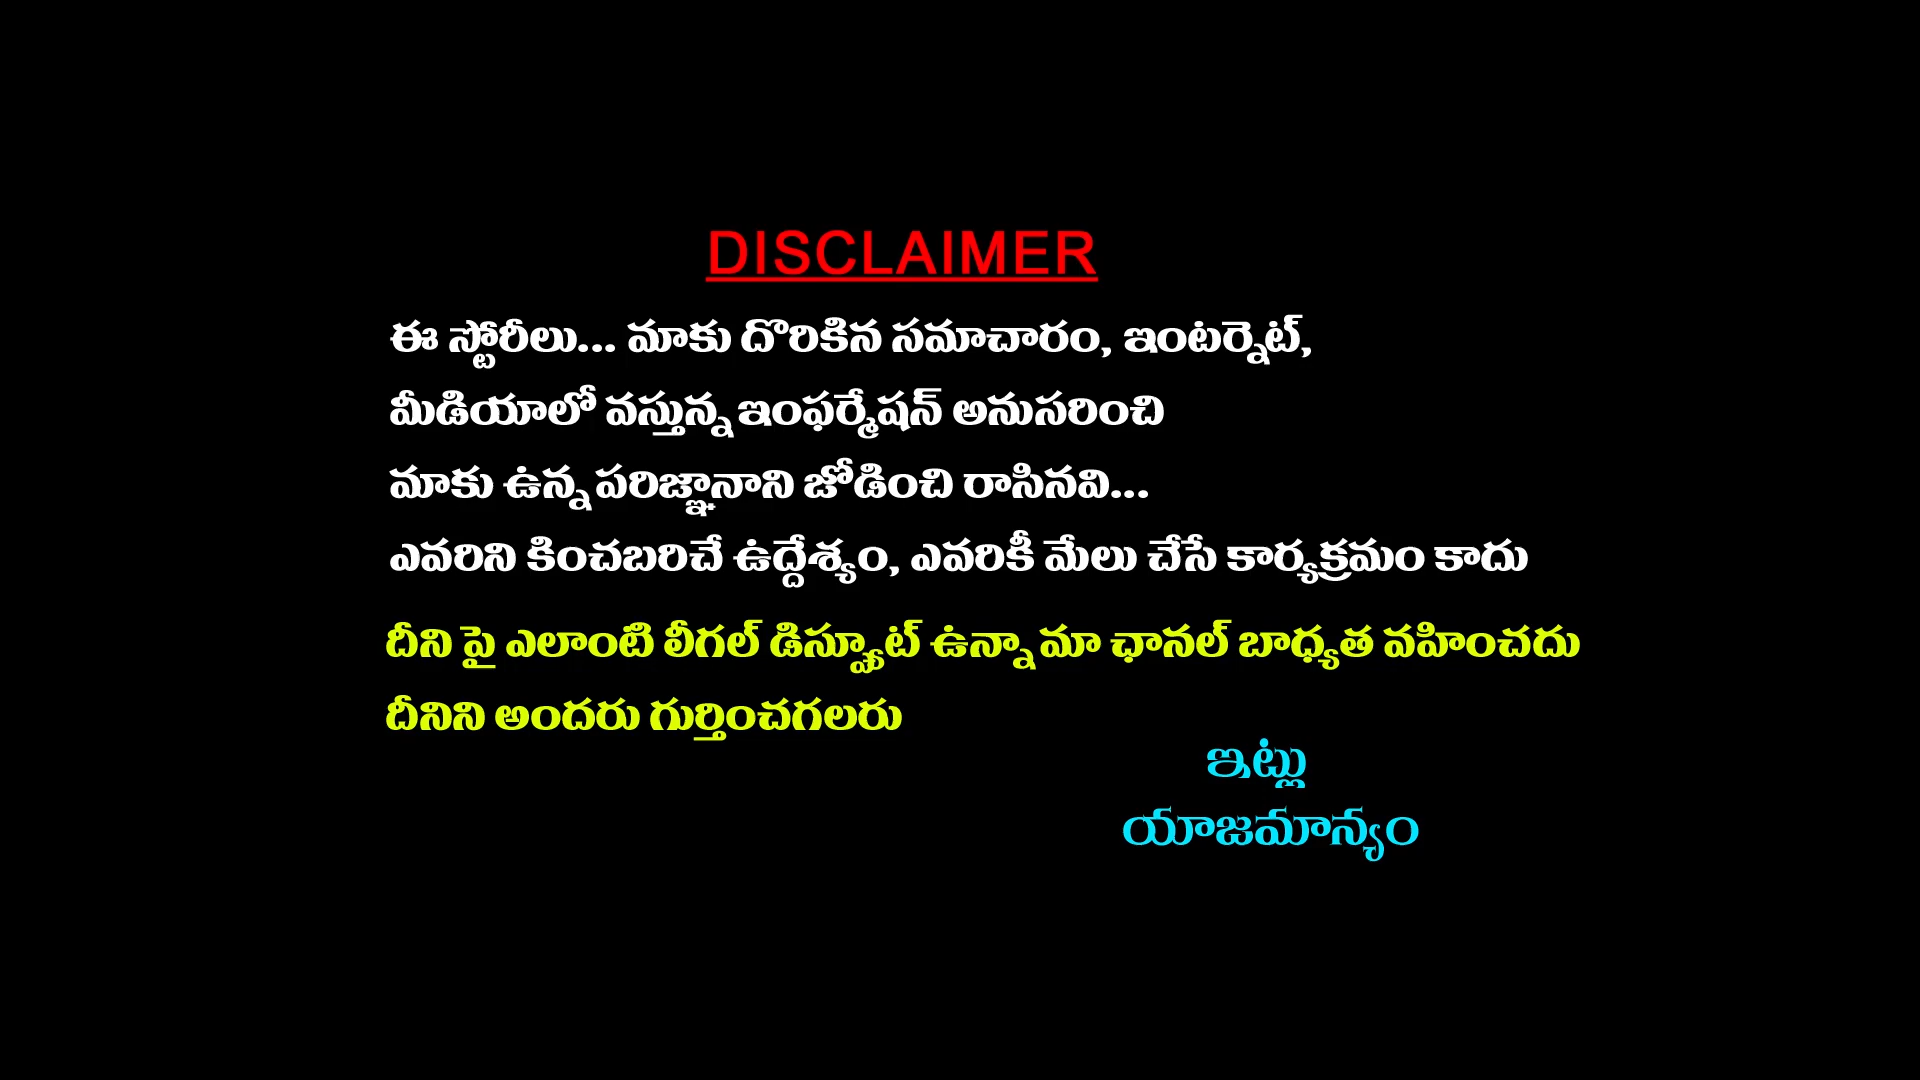 DISCLAIMER
ఈ స్టోరీలు... మాకు దొరికిన సమాచారం, ఇంటర్నెట్,
మీడియాలో వస్తున్న ఇంఫర్మేషన్ అనుసరించి
మాకు ఉన్న పరిజ్ఞానాని జోడించి రాసినవి...
ఎవరిని కించబరిచే ఉద్దేశ్యం, ఎవరికీ మేలు చేసే కార్యక్రమం కాదు
దీని పై ఎలాంటి లీగల్ డిస్ప్యూట్ ఉన్నా మా ఛానల్ బాధ్యత వహించదు
దీనిని అందరు గుర్తించగలరు
ఇట్లు
యాజమాన్యం